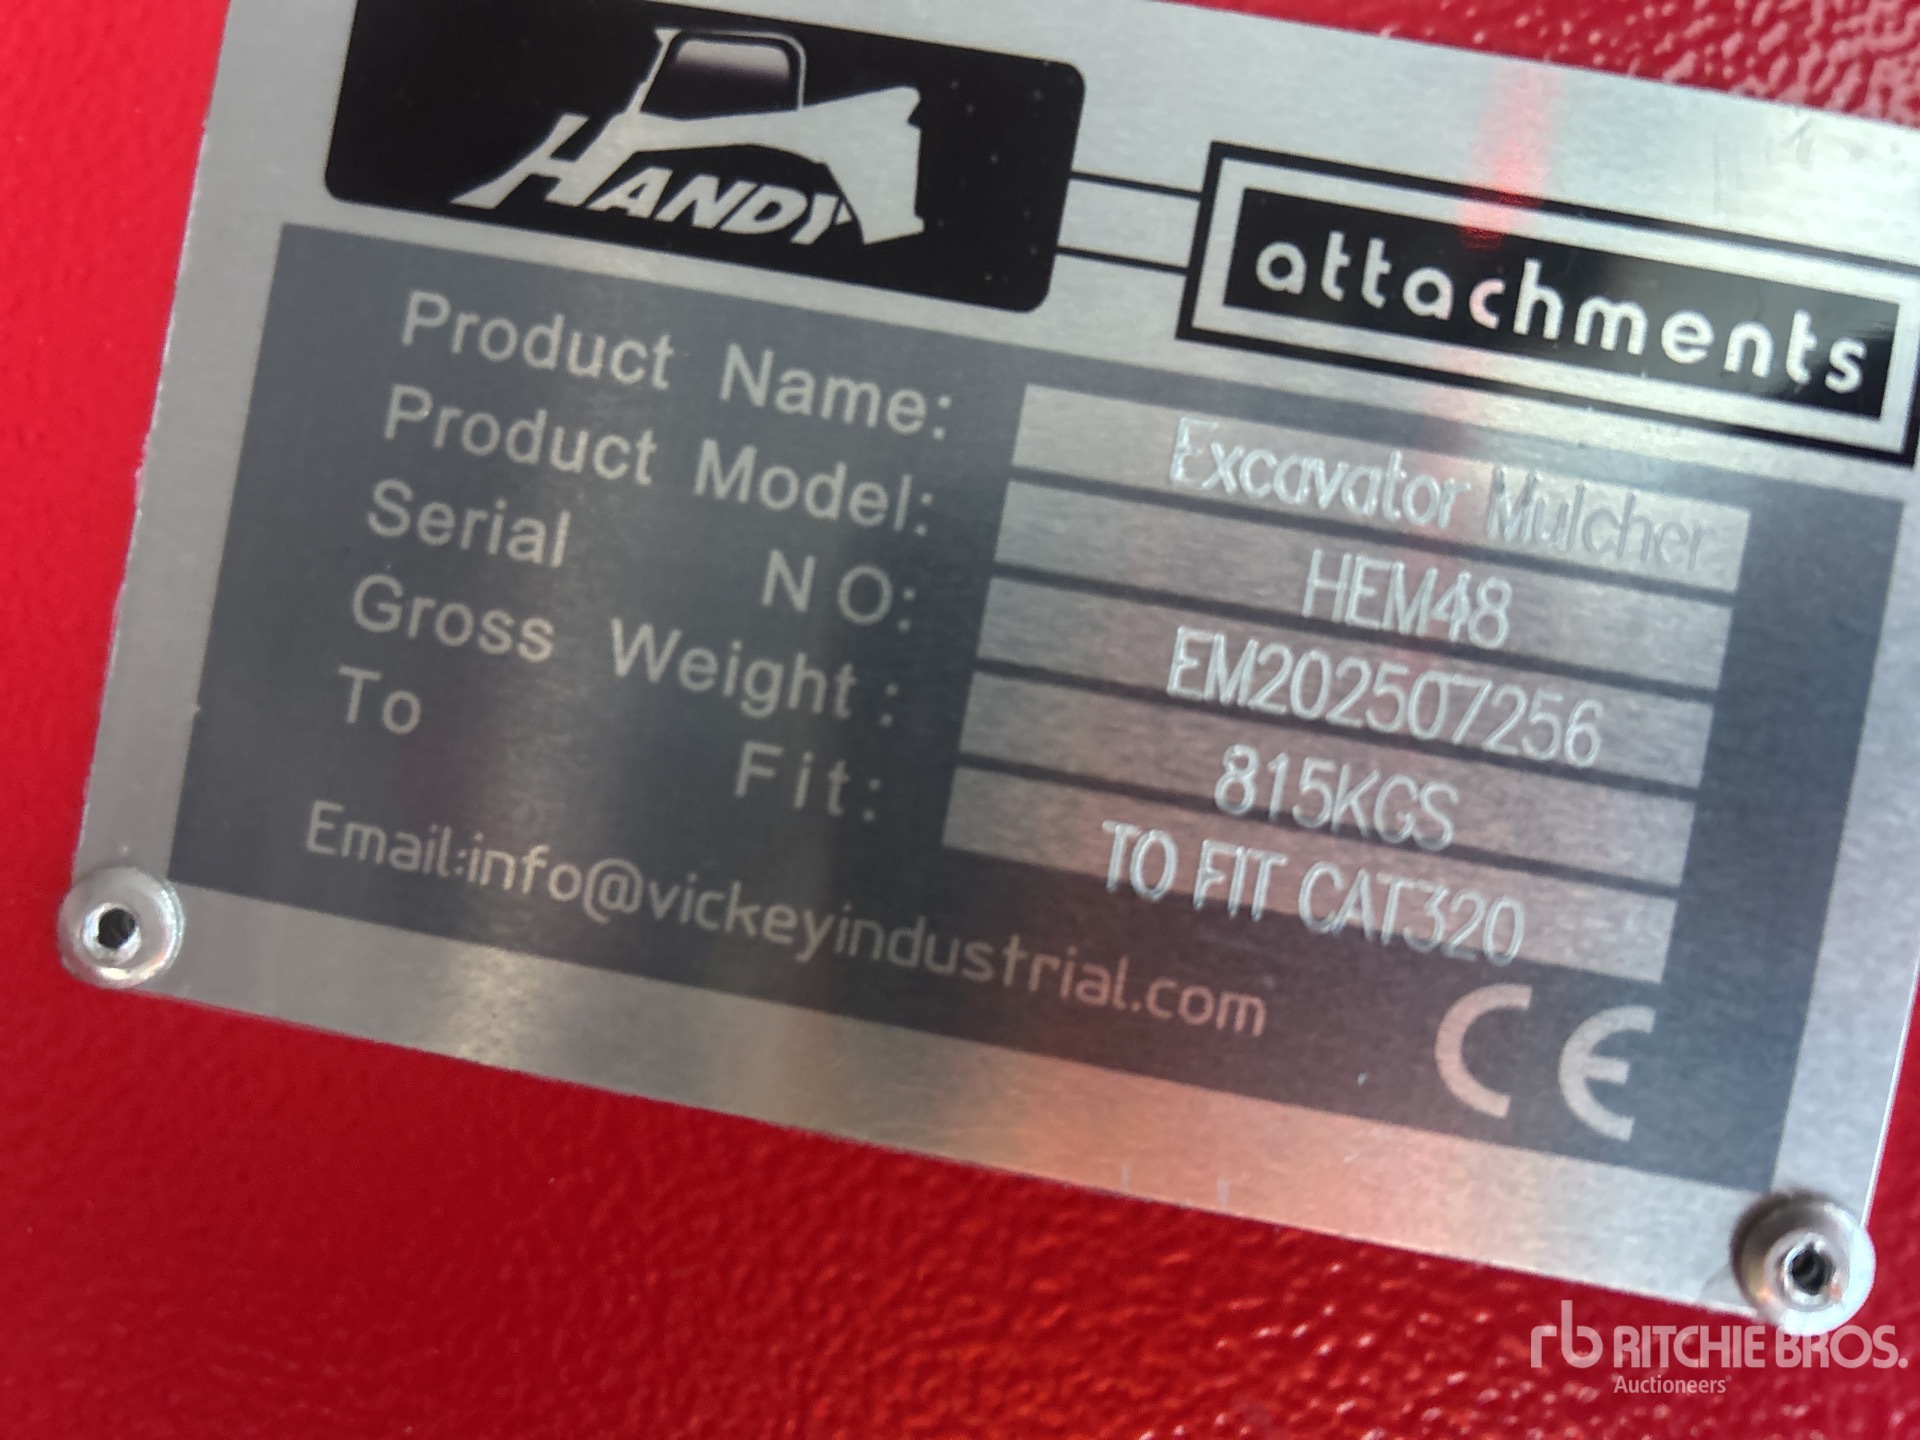 HANDY
attachments
Product Name: Excavator Mulcher
Product Model: HEM48
Serial NO: EM202507256
Gross Weight: 815KGS
To Fit: TO FIT CAT320
Email:info@vickeyindustrial.com
CE
rb RITCHIE BROS.
Auctioneers